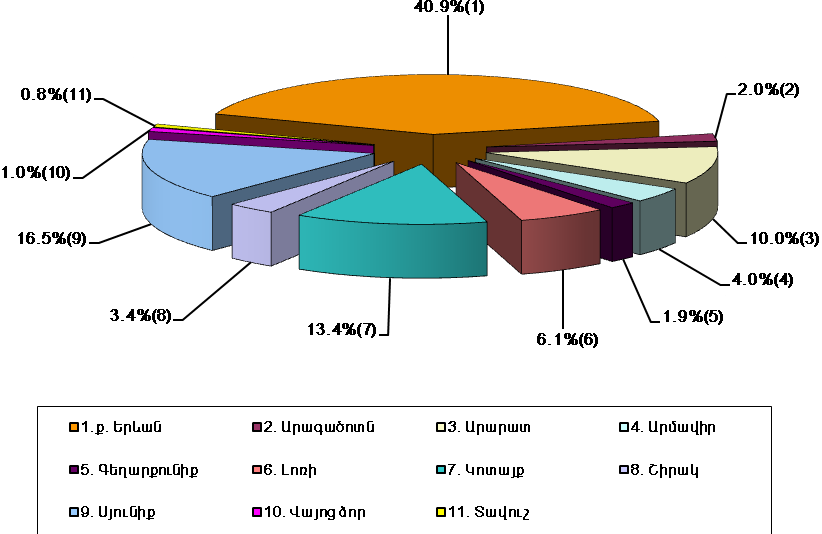 40.9%(1)
0.8%(11)
2.0%(2)
1.0%(10)
16.5%(9)
10.0%(3)
4.0%(4)
3.4%(8)
13.4%(7)
1.9%(5)
6.1%(6)
1.ք. Երևան
2. Արագածոտն
3. Արարատ
4. Արմավիր
5. Գեղարքունիք
6. Լոռի
7. Կոտայք
8. Շիրակ
9. Սյունիք
10. Վայոց ձոր
11. Տավուշ